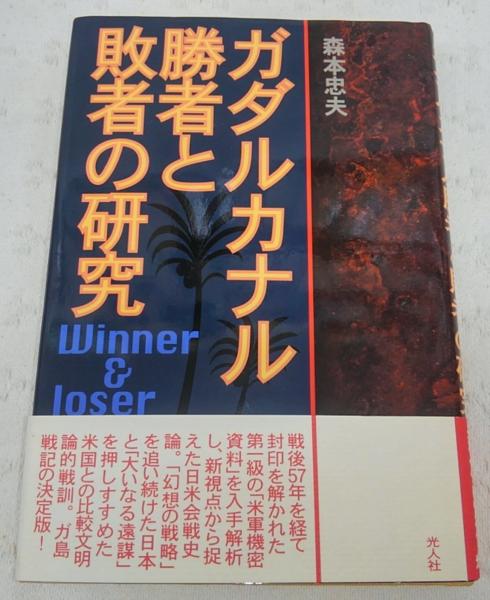 森本忠夫
ガダルカナル
勝者と
敗者の研究
Winner
&
loser
戦後57年を経て
封印を解かれた
第一級の「米軍機密
資料」を入手解析
し、新視点から捉
えた日米会戦史
論。「幻想の戦略」
を追い続けた日本
と「大いなる遠謀」
を押しすすめた
米国との比較文明
論的戦訓。ガ島
戦記の決定版！
光人社